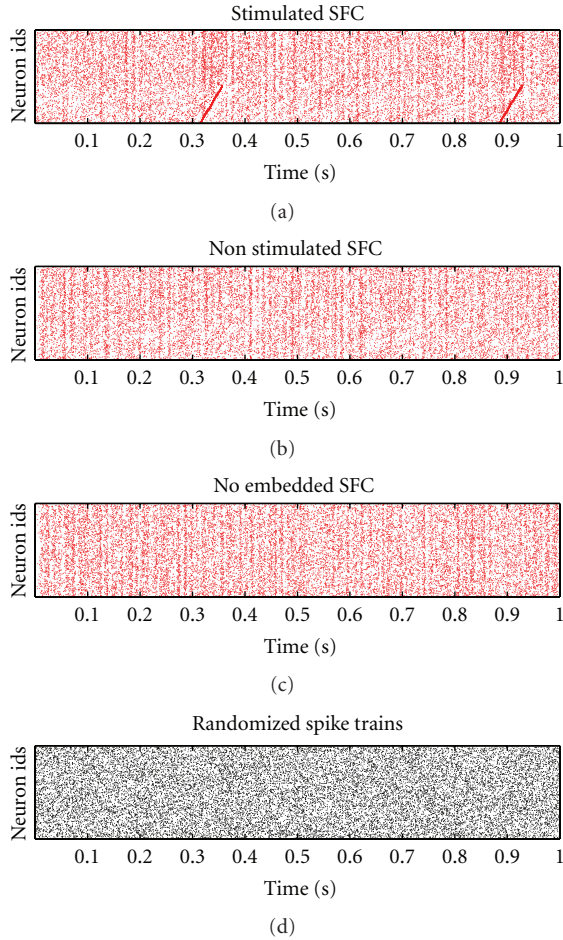 Stimulated SFC
Neuron ids
0.1 0.2 0.3 0.4 0.5 0.6 0.7 0.8 0.9 1
Time (s)
(a)
Non stimulated SFC
Neuron ids
0.1 0.2 0.3 0.4 0.5 0.6 0.7 0.8 0.9 1
Time (s)
(b)
No embedded SFC
Neuron ids
0.1 0.2 0.3 0.4 0.5 0.6 0.7 0.8 0.9 1
Time (s)
(c)
Randomized spike trains
Neuron ids
0.1 0.2 0.3 0.4 0.5 0.6 0.7 0.8 0.9 1
Time (s)
(d)